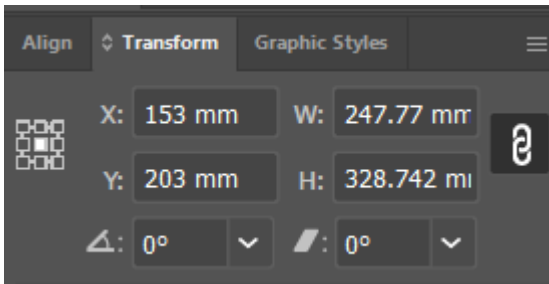 Align Transform Graphic Styles
X: 153 mm W: 247.77 mm
Y: 203 mm H: 328.742 m
: 0° : 0°